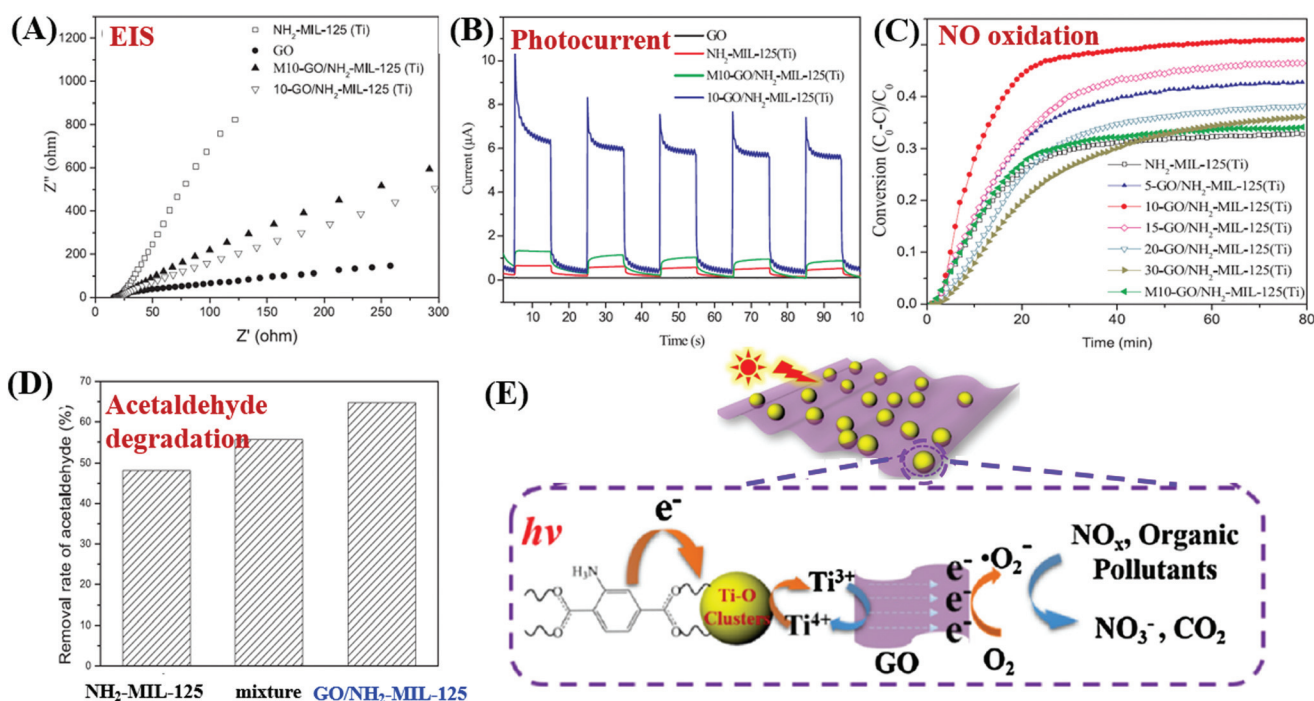 (A)
EIS
NH₂-MIL-125 (Ti)
GO
M10-GO/NH₂-MIL-125 (Ti)
10-GO/NH₂-MIL-125 (Ti)
1200
1000
800
600
400
200
0
Z'' (ohm)
0 50 100 150 200 250 300
Z' (ohm)
(B)
Photocurrent
GO
NH₂-MIL-125(Ti)
M10-GO/NH₂-MIL-125(Ti)
10-GO/NH₂-MIL-125(Ti)
10
8
6
4
2
0
Current (μA)
10 20 30 40 50 60 70 80 90 10
Time (s)
(C)
NO oxidation
0.4
0.3
0.2
0.1
0.0
Conversion (C₀-C)/C₀
NH₂-MIL-125(Ti)
5-GO/NH₂-MIL-125(Ti)
10-GO/NH₂-MIL-125(Ti)
15-GO/NH₂-MIL-125(Ti)
20-GO/NH₂-MIL-125(Ti)
30-GO/NH₂-MIL-125(Ti)
M10-GO/NH₂-MIL-125(Ti)
0 20 40 60 80
Time (min)
(D)
Acetaldehyde
degradation
70
65
60
55
50
45
40
35
30
25
20
15
10
5
0
Removal rate of acetaldehyde (%;
NH₂-MIL-125 mixture GO/NH₂-MIL-125
(E)
hν
e⁻
H₃N
O
O
O
O
Ti-O
Clusters
Ti³⁺
Ti⁴⁺
GO
e⁻
e⁻
e⁻
·O₂⁻
O₂
NOₓ, Organic
Pollutants
NO₃⁻, CO₂